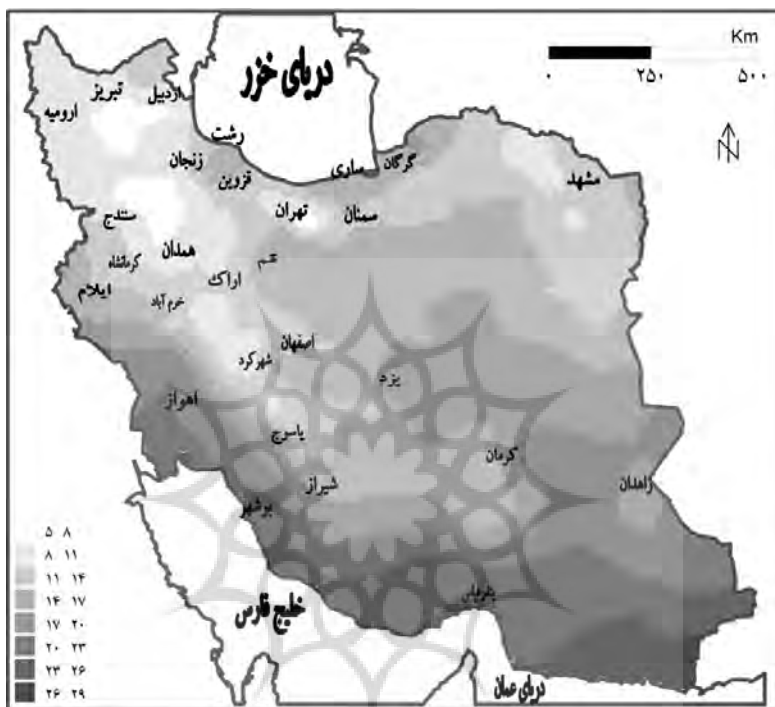 Km
۰ ۲۵۰ ۵۰۰
N
دریای خزر
تبریز
اردبیل
ارومیه
رشت
زنجان
قزوین
ساری
گرگان
مشهد
سنندج
تهران
سمنان
همدان
کرمانشاه
قم
اراک
ایلام
خرم آباد
اصفهان
شهرکرد
یزد
اهواز
یاسوج
کرمان
شیراز
زاهدان
بوشهر
بندرعباس
خلیج فارس
دریای عمان
۵ ۸
۸ ۱۱
۱۱ ۱۴
۱۴ ۱۷
۱۷ ۲۰
۲۰ ۲۳
۲۳ ۲۶
۲۶ ۲۹